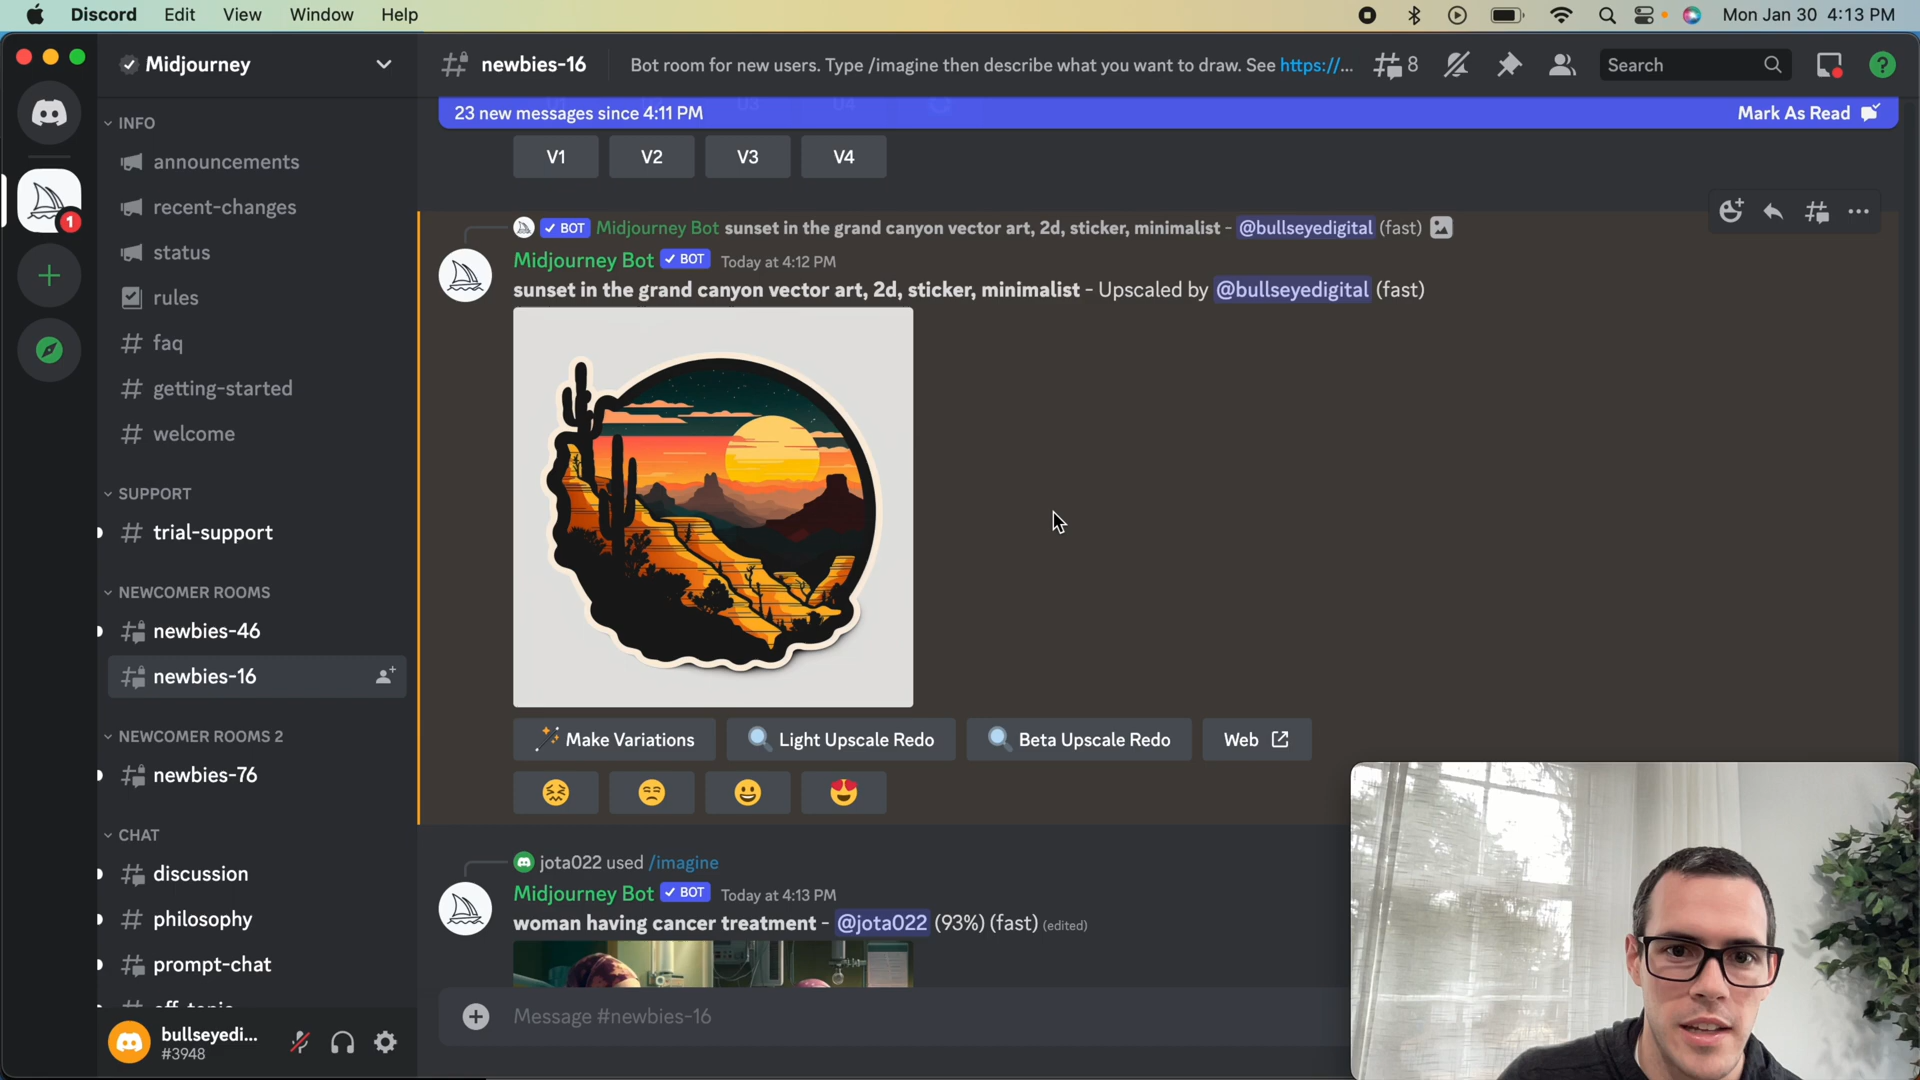 Discord Edit View Window Help Mon Jan 30 4:13 PM
Midjourney
newbies-16 Bot room for new users. Type /imagine then describe what you want to draw. See https://... 8 Search
23 new messages since 4:11 PM Mark As Read
INFO
announcements
recent-changes
status
rules
faq
getting-started
welcome
SUPPORT
trial-support
NEWCOMER ROOMS
newbies-46
newbies-16
NEWCOMER ROOMS 2
newbies-76
CHAT
discussion
philosophy
prompt-chat
off-topic
bullseyedi...
#3948
1
U3 U4
V1 V2 V3 V4
BOT Midjourney Bot sunset in the grand canyon vector art, 2d, sticker, minimalist - @bullseyedigital (fast)
Midjourney Bot BOT Today at 4:12 PM
sunset in the grand canyon vector art, 2d, sticker, minimalist - Upscaled by @bullseyedigital (fast)
Make Variations Light Upscale Redo Beta Upscale Redo Web
jota022 used /imagine
Midjourney Bot BOT Today at 4:13 PM
woman having cancer treatment - @jota022 (93%) (fast) (edited)
Message #newbies-16